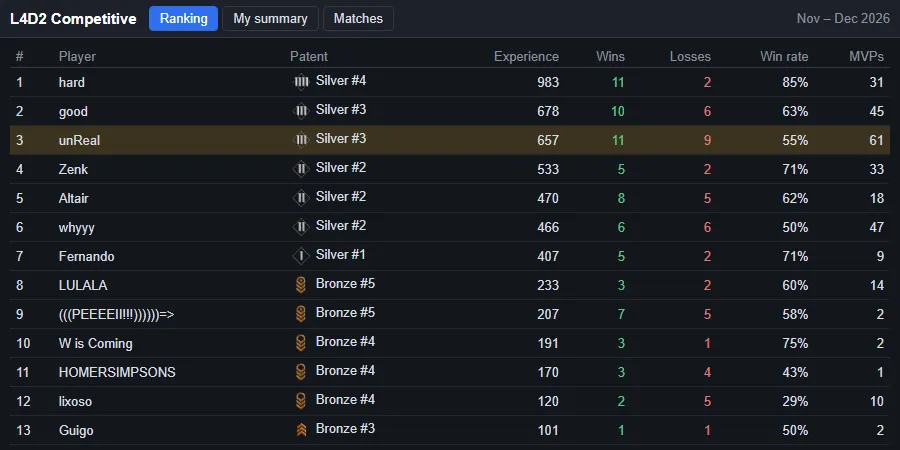 L4D2 Competitive Ranking My summary Matches Nov – Dec 2026
# Player Patent Experience Wins Losses Win rate MVPs
1 hard Silver #4 983 11 2 85% 31
2 good Silver #3 678 10 6 63% 45
3 unReal Silver #3 657 11 9 55% 61
4 Zenk Silver #2 533 5 2 71% 33
5 Altair Silver #2 470 8 5 62% 18
6 whyyy Silver #2 466 6 6 50% 47
7 Fernando Silver #1 407 5 2 71% 9
8 LULALA Bronze #5 233 3 2 60% 14
9 (((PEEEEII!!!))))))=> Bronze #5 207 7 5 58% 2
10 W is Coming Bronze #4 191 3 1 75% 2
11 HOMERSIMPSONS Bronze #4 170 3 4 43% 1
12 lixoso Bronze #4 120 2 5 29% 10
13 Guigo Bronze #3 101 1 1 50% 2